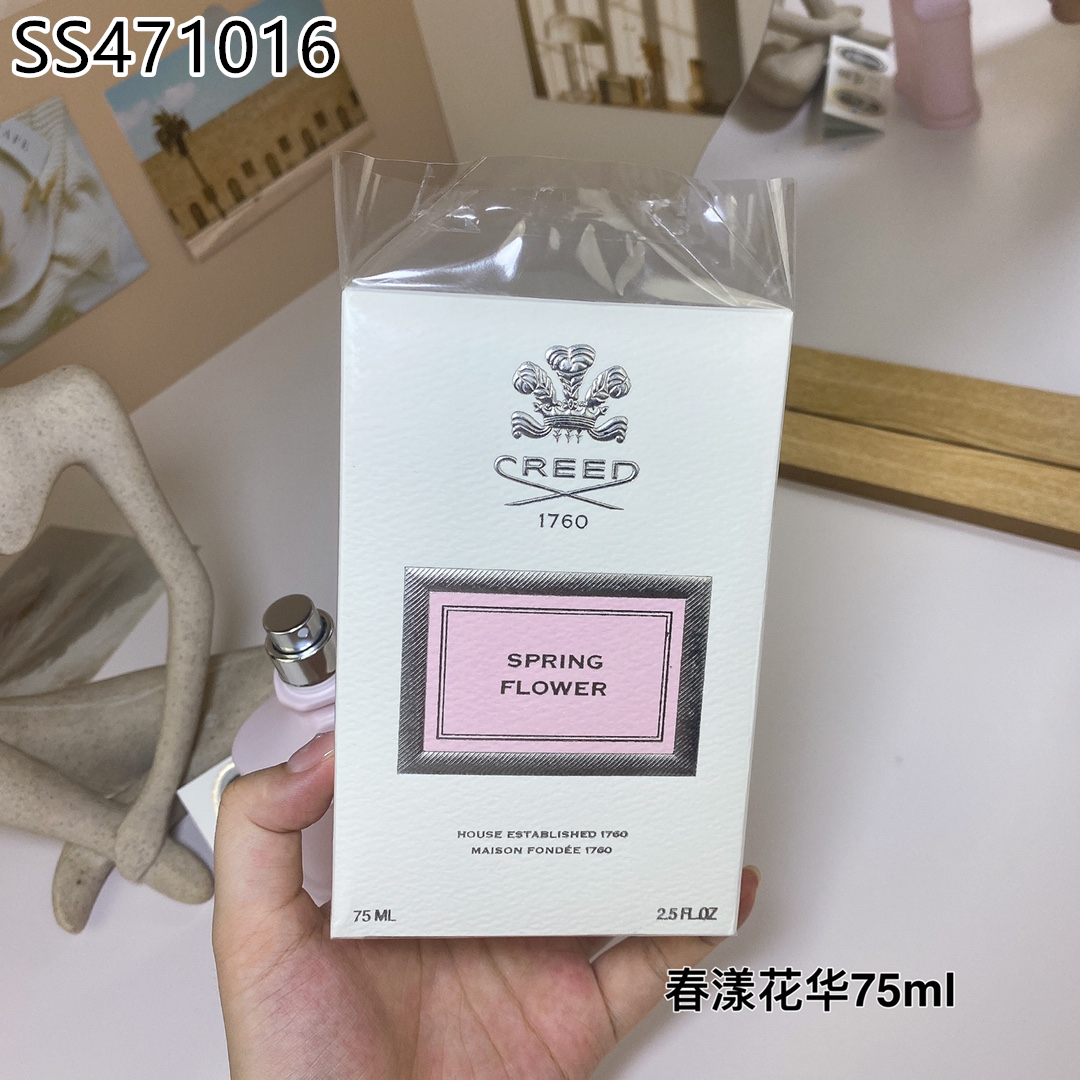 SS471016
CAFE
CREED
1760
SPRING
FLOWER
HOUSE ESTABLISHED 1760
MAISON FONDÉE 1760
75 ML
2.5 FL.OZ
春漾花华75ml